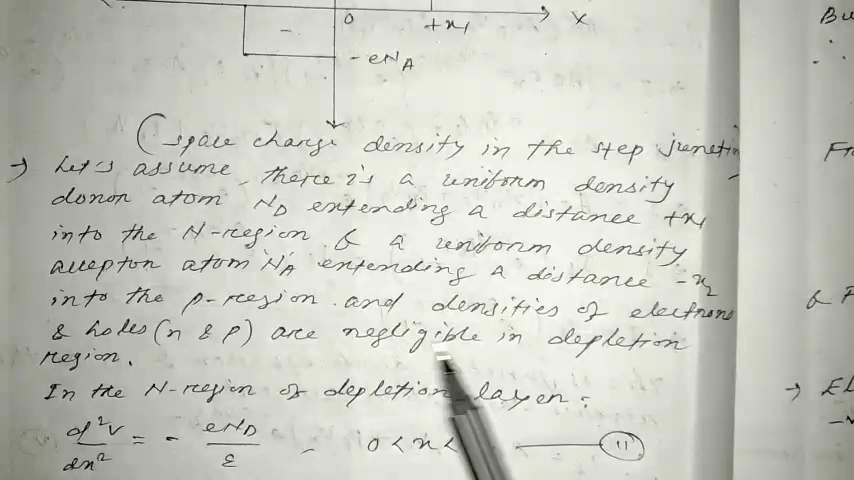 0 +x₁ X
-
- eN_A
(space charge density in the step junction
→ Let's assume, there is a uniform density
donor atom N_D extending a distance +x₁
into the N-region & a uniform density
acceptor atom N_A extending a distance -x₂
into the p-region and densities of electrons
& holes (n & p) are negligible in depletion
region.
In the N-region of depletion layer:
d²V/dx² = - eN_D/ε , 0 < x < (11)
Bu
∴
Fr
& F
→ El